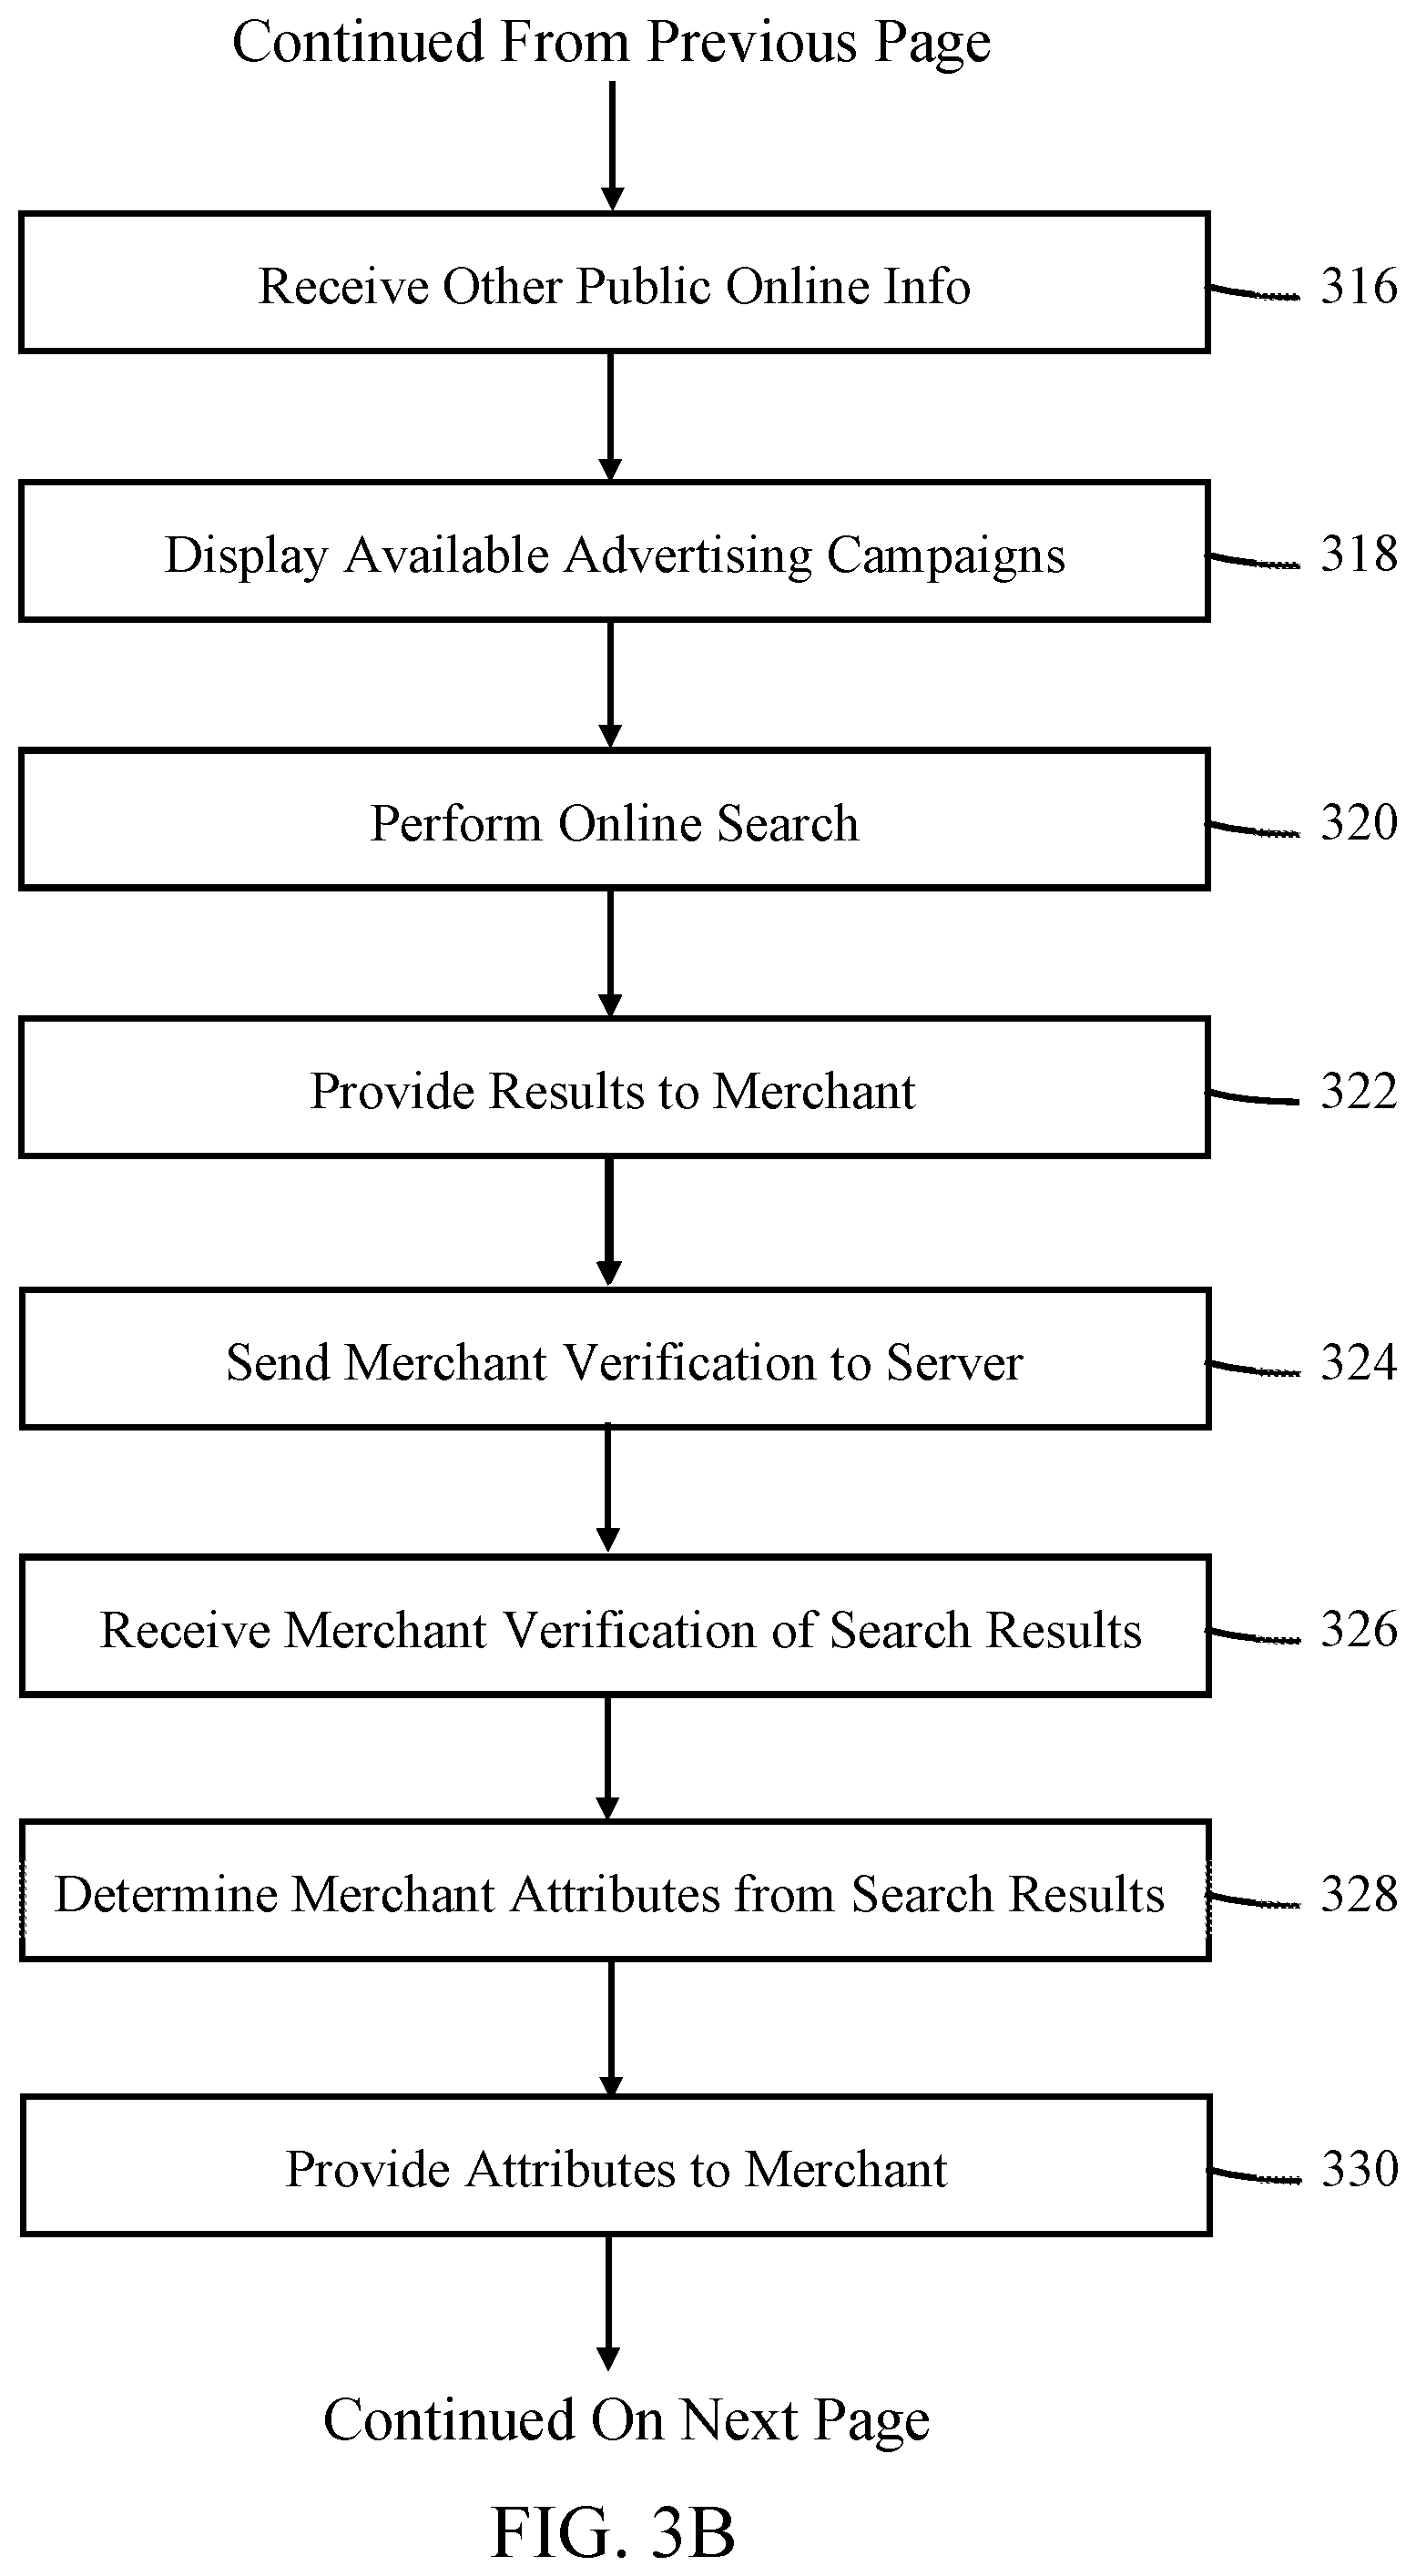 Continued From Previous Page
Receive Other Public Online Info 316
Display Available Advertising Campaigns 318
Perform Online Search 320
Provide Results to Merchant 322
Send Merchant Verification to Server 324
Receive Merchant Verification of Search Results 326
Determine Merchant Attributes from Search Results 328
Provide Attributes to Merchant 330
Continued On Next Page
FIG. 3B